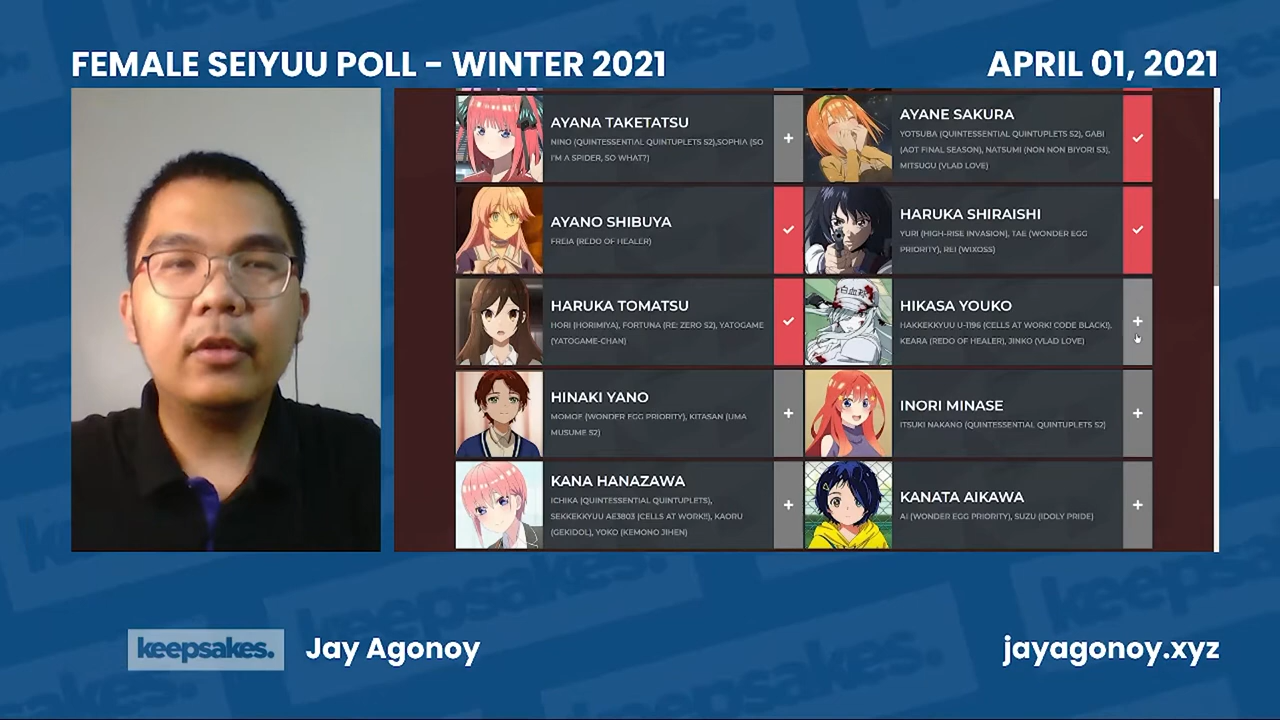 FEMALE SEIYUU POLL - WINTER 2021
APRIL 01, 2021
AYANA TAKETATSU
NINO (QUINTESSENTIAL QUINTUPLETS S2),SOPHIA (SO
I'M A SPIDER, SO WHAT?)
AYANE SAKURA
YOTSUBA (QUINTESSENTIAL QUINTUPLETS S2), GABI
(AOT FINAL SEASON), NATSUMI (NON NON BIYORI S3),
MITSUGU (VLAD LOVE)
AYANO SHIBUYA
FREIA (REDO OF HEALER)
HARUKA SHIRAISHI
YURI (HIGH-RISE INVASION), TAE (WONDER EGG
PRIORITY), REI (WIXOSS)
HARUKA TOMATSU
HORI (HORIMIYA), FORTUNA (RE: ZERO S2), YATOGAME
(YATOGAME-CHAN)
白血球
HIKASA YOUKO
HAKKEKKYUU U-1196 (CELLS AT WORK! CODE BLACK!),
KEARA (REDO OF HEALER), JINKO (VLAD LOVE)
HINAKI YANO
MOMOE (WONDER EGG PRIORITY), KITASAN (UMA
MUSUME S2)
INORI MINASE
ITSUKI NAKANO (QUINTESSENTIAL QUINTUPLETS S2)
KANA HANAZAWA
ICHIKA (QUINTESSENTIAL QUINTUPLETS),
SEKKEKKYUU AE3803 (CELLS AT WORK!!), KAORU
(GEKIDOL), YOKO (KEMONO JIHEN)
KANATA AIKAWA
AI (WONDER EGG PRIORITY), SUZU (IDOLY PRIDE)
keepsakes.
Jay Agonoy
jayagonoy.xyz